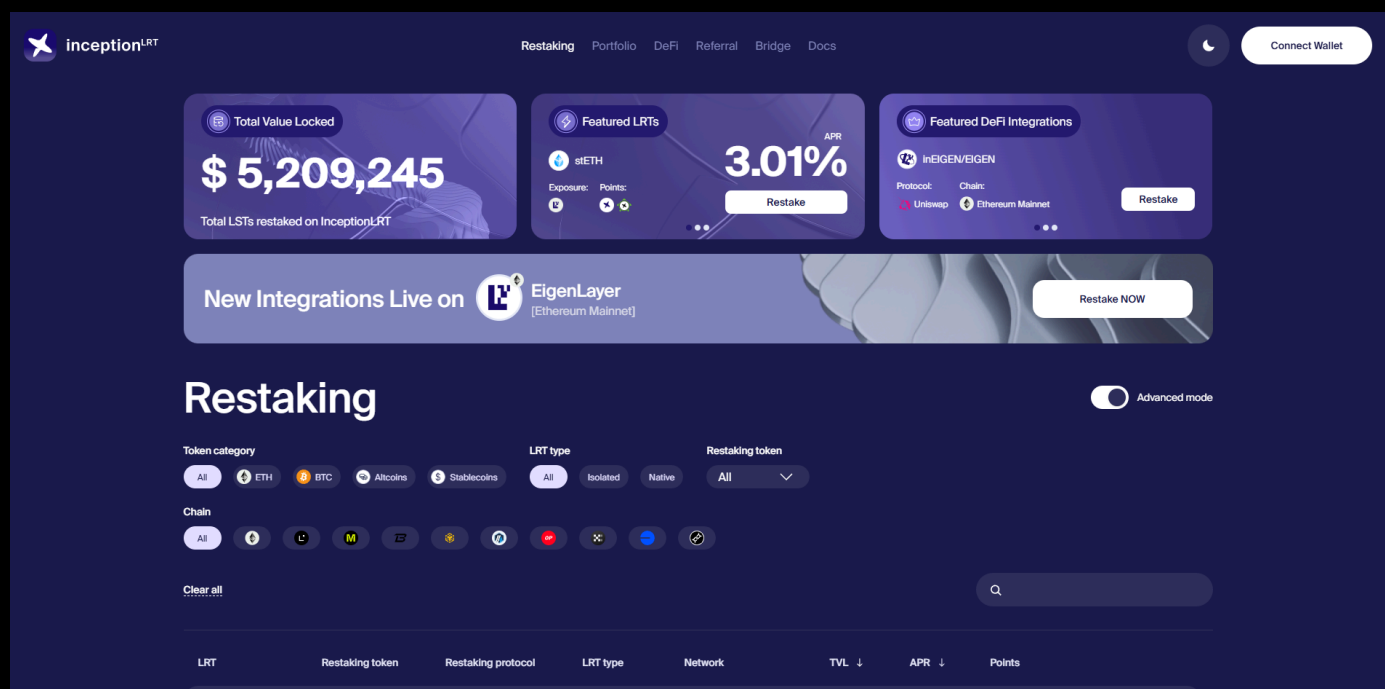 inceptionLRT
Restaking Portfolio DeFi Referral Bridge Docs
Connect Wallet
Total Value Locked
$ 5,209,245
Total LSTs restaked on InceptionLRT
Featured LRTs
stETH
Exposure: Points:
APR
3.01%
Restake
Featured DeFi Integrations
inEIGEN/EIGEN
Protocol: Chain:
Uniswap Ethereum Mainnet
Restake
New Integrations Live on
EigenLayer
[Ethereum Mainnet]
Restake NOW
Restaking
Advanced mode
Token category
All ETH BTC Altcoins Stablecoins
LRT type
All Isolated Native
Restaking token
All
Chain
All M OP
Clear all
LRT Restaking token Restaking protocol LRT type Network TVL ↓ APR ↓ Points